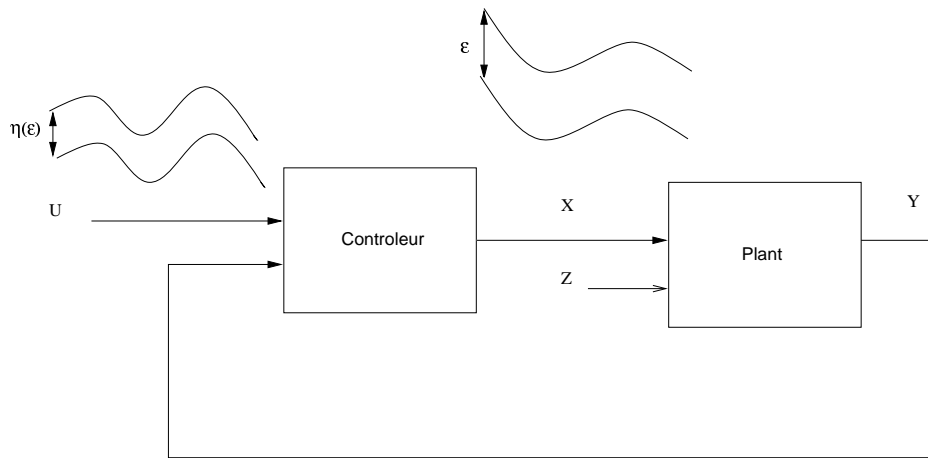 ε
η(ε)
U
X
Y
Controleur
Plant
Z